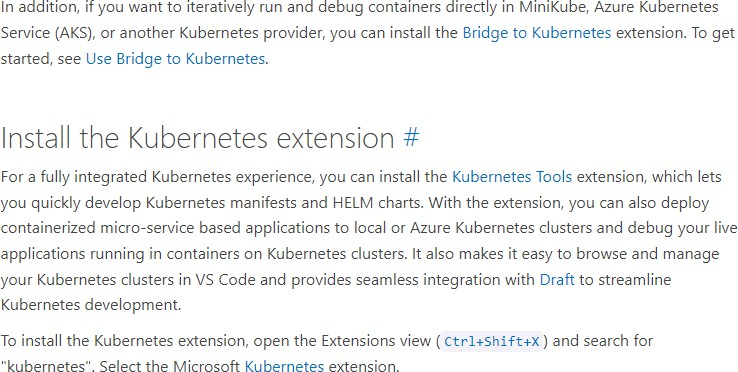 In addition, if you want to iteratively run and debug containers directly in MiniKube, Azure Kubernetes
Service (AKS), or another Kubernetes provider, you can install the Bridge to Kubernetes extension. To get
started, see Use Bridge to Kubernetes.
Install the Kubernetes extension #
For a fully integrated Kubernetes experience, you can install the Kubernetes Tools extension, which lets
you quickly develop Kubernetes manifests and HELM charts. With the extension, you can also deploy
containerized micro-service based applications to local or Azure Kubernetes clusters and debug your live
applications running in containers on Kubernetes clusters. It also makes it easy to browse and manage
your Kubernetes clusters in VS Code and provides seamless integration with Draft to streamline
Kubernetes development.
To install the Kubernetes extension, open the Extensions view (Ctrl+Shift+X) and search for
"kubernetes". Select the Microsoft Kubernetes extension.